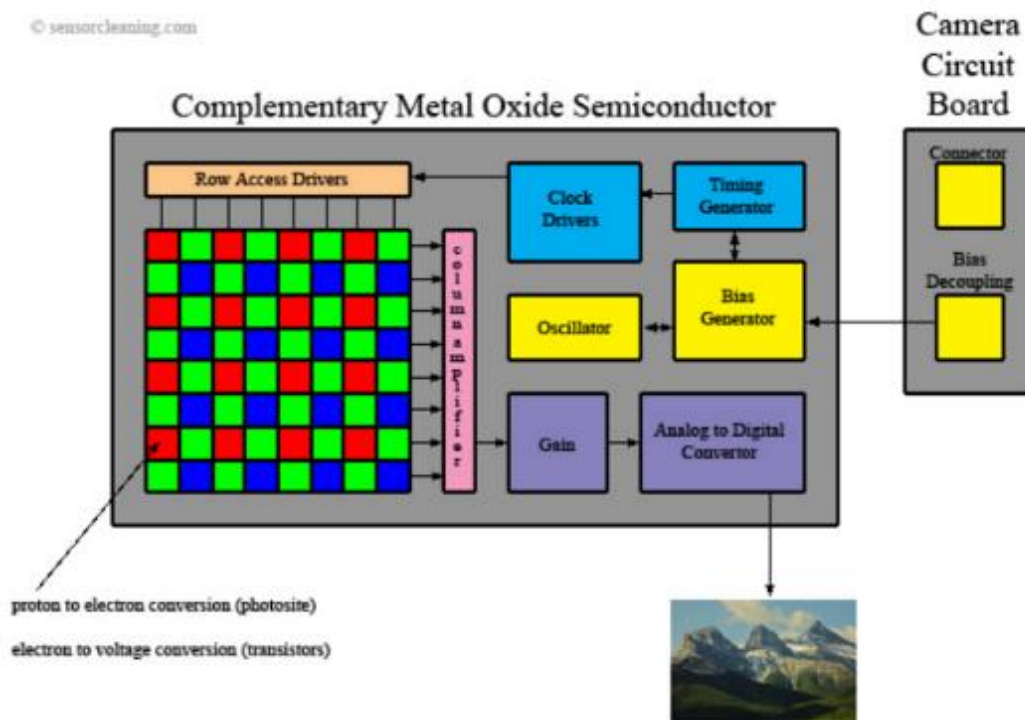 © sensorcleaning.com
Camera
Circuit
Board
Complementary Metal Oxide Semiconductor
Connector
Row Access Drivers
Clock
Drivers
Timing
Generator
column amplifier
Bias
Decoupling
Oscillator
Bias
Generator
Gain
Analog to Digital
Convertor
proton to electron conversion (photosite)
electron to voltage conversion (transistors)